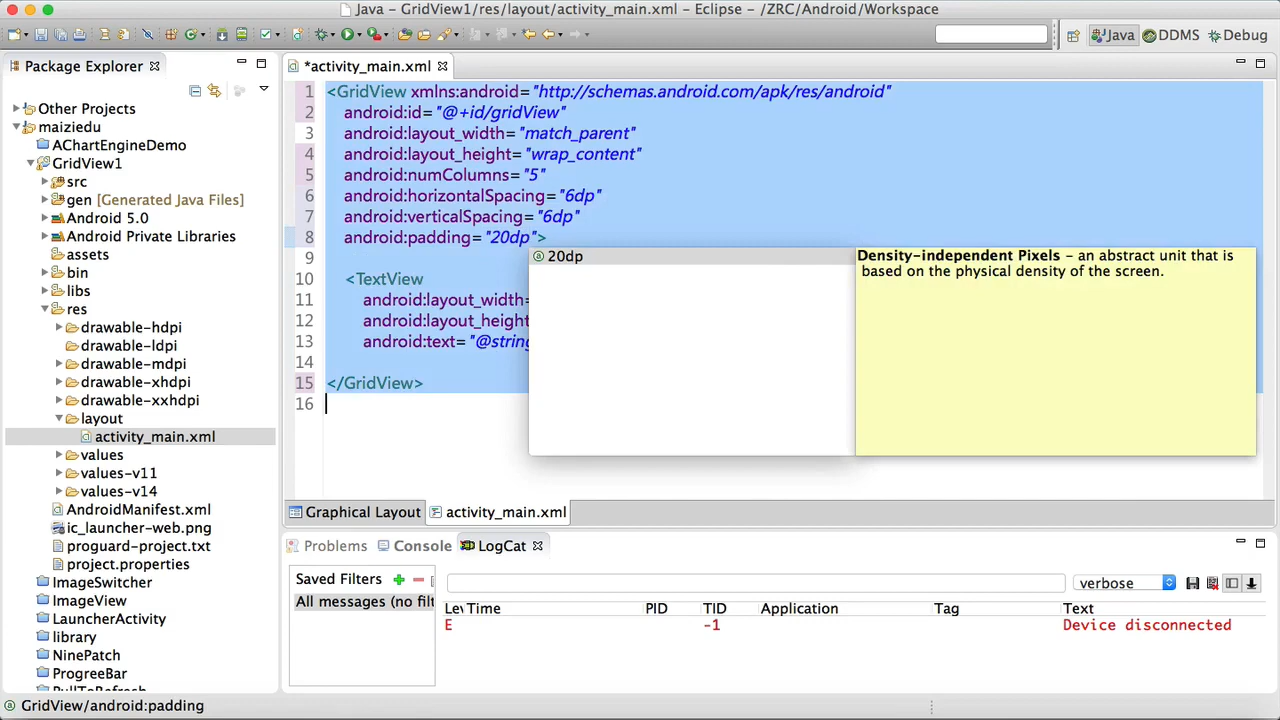 Java - GridView1/res/layout/activity_main.xml - Eclipse - /ZRC/Android/Workspace
Java
DDMS
Debug
Package Explorer
*activity_main.xml
Other Projects
maiziedu
AChartEngineDemo
GridView1
src
gen [Generated Java Files]
Android 5.0
Android Private Libraries
assets
bin
libs
res
drawable-hdpi
drawable-ldpi
drawable-mdpi
drawable-xhdpi
drawable-xxhdpi
layout
activity_main.xml
values
values-v11
values-v14
AndroidManifest.xml
ic_launcher-web.png
proguard-project.txt
project.properties
ImageSwitcher
ImageView
LauncherActivity
library
NinePatch
ProgreeBar
PullToRefresh
1 <GridView xmlns:android="http://schemas.android.com/apk/res/android"
2 android:id="@+id/gridView"
3 android:layout_width="match_parent"
4 android:layout_height="wrap_content"
5 android:numColumns="5"
6 android:horizontalSpacing="6dp"
7 android:verticalSpacing="6dp"
8 android:padding="20dp">
9
10 <TextView
11 android:layout_width=
12 android:layout_height
13 android:text="@string
14
15 </GridView>
16
20dp
Density-independent Pixels - an abstract unit that is
based on the physical density of the screen.
Graphical Layout
activity_main.xml
Problems
Console
LogCat
Saved Filters
All messages (no filt
verbose
Time PID TID Application Tag Text
E -1 Device disconnected
GridView/android:padding